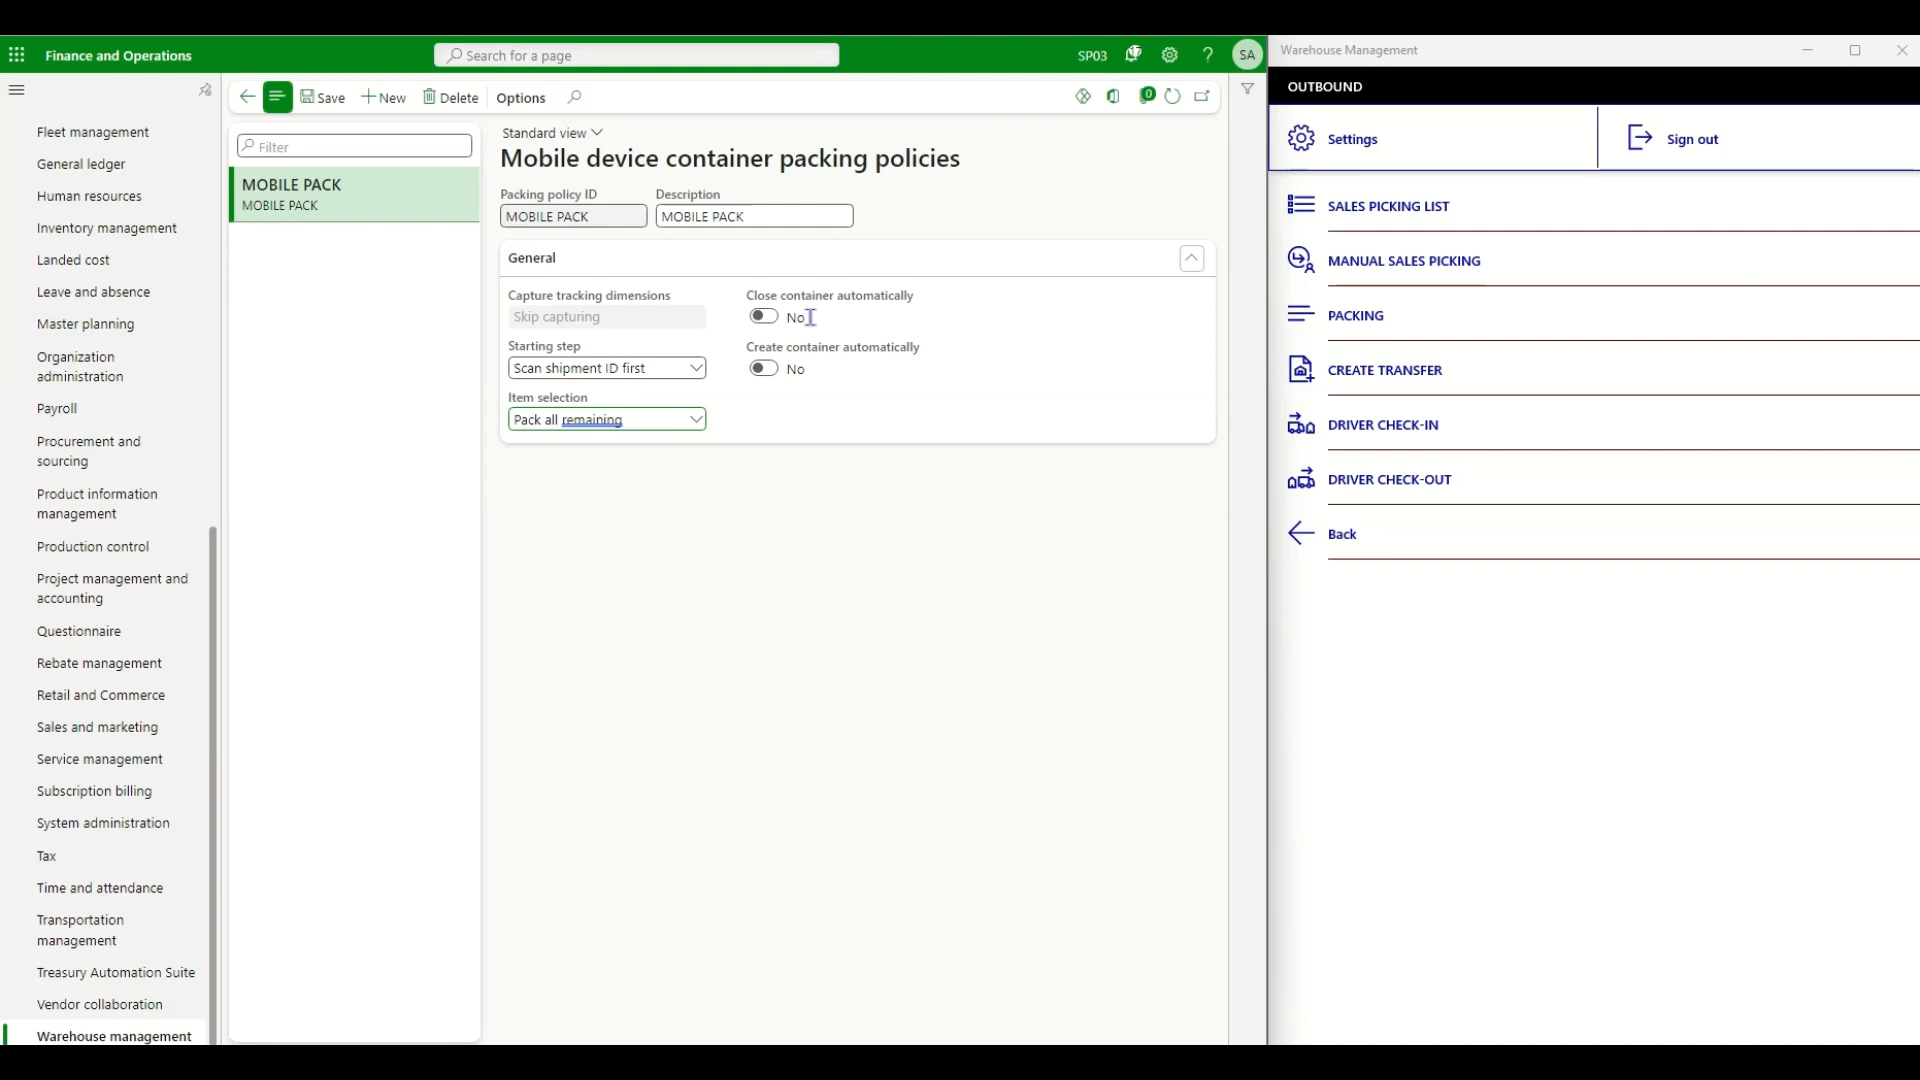 Finance and Operations
Search for a page
SP03
?
SA
Fleet management
General ledger
Human resources
Inventory management
Landed cost
Leave and absence
Master planning
Organization
administration
Payroll
Procurement and
sourcing
Product information
management
Production control
Project management and
accounting
Questionnaire
Rebate management
Retail and Commerce
Sales and marketing
Service management
Subscription billing
System administration
Tax
Time and attendance
Transportation
management
Treasury Automation Suite
Vendor collaboration
Warehouse management
Save
New
Delete
Options
0
Filter
MOBILE PACK
MOBILE PACK
Standard view
Mobile device container packing policies
Packing policy ID
Description
MOBILE PACK
MOBILE PACK
General
Capture tracking dimensions
Skip capturing
Starting step
Scan shipment ID first
Item selection
Pack all remaining
Close container automatically
No
Create container automatically
No
Warehouse Management
OUTBOUND
Settings
Sign out
SALES PICKING LIST
MANUAL SALES PICKING
PACKING
CREATE TRANSFER
DRIVER CHECK-IN
DRIVER CHECK-OUT
Back